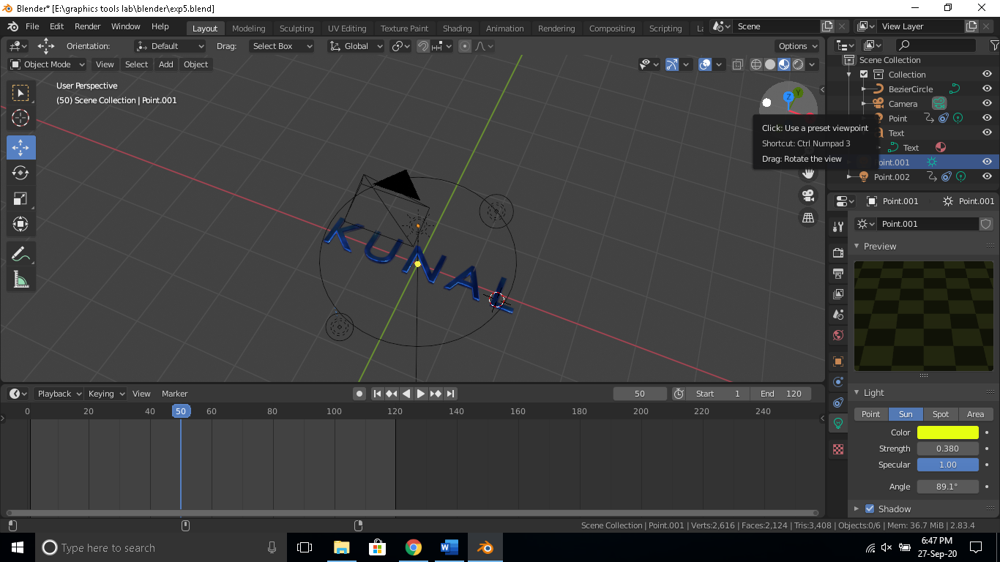 Blender* [E:\graphics tools lab\blender\exp5.blend]
File Edit Render Window Help Layout Modeling Sculpting UV Editing Texture Paint Shading Animation Rendering Compositing Scripting La Scene View Layer
Orientation: Default Drag: Select Box Global Options
Object Mode View Select Add Object
User Perspective
(50) Scene Collection | Point.001
Z Y
Click: Use a preset viewpoint
Shortcut: Ctrl Numpad 3
Drag: Rotate the view
KUNAL
Scene Collection
Collection
BezierCircle
Camera
Point
Text
Text
oint.001
Point.002
Point.001 Point.001
Point.001
Preview
Light
Point Sun Spot Area
Color
Strength 0.380
Specular 1.00
Angle 89.1°
Shadow
Playback Keying View Marker 50 Start 1 End 120
0 20 40 50 60 80 100 120 140 160 180 200 220 240
Scene Collection | Point.001 | Verts:2,616 | Faces:2,124 | Tris:3,408 | Objects:0/6 | Mem: 36.7 MiB | 2.83.4
Type here to search
W
6:47 PM
27-Sep-20